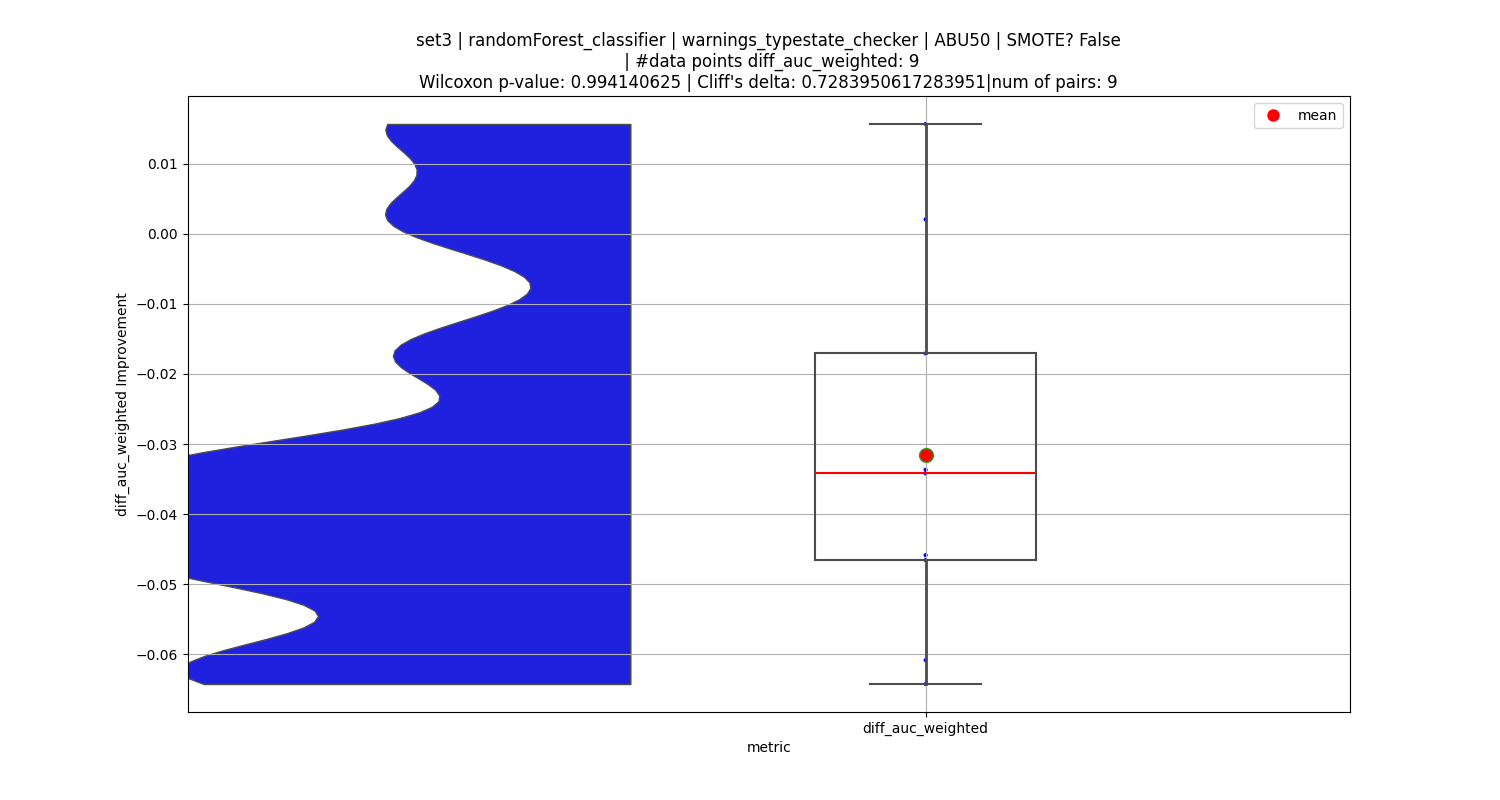 set3 | randomForest_classifier | warnings_typestate_checker | ABU50 | SMOTE? False
| #data points diff_auc_weighted: 9
Wilcoxon p-value: 0.994140625 | Cliff's delta: 0.7283950617283951|num of pairs: 9
mean
0.01
0.00
−0.01
−0.02
−0.03
−0.04
−0.05
−0.06
diff_auc_weighted Improvement
diff_auc_weighted
metric